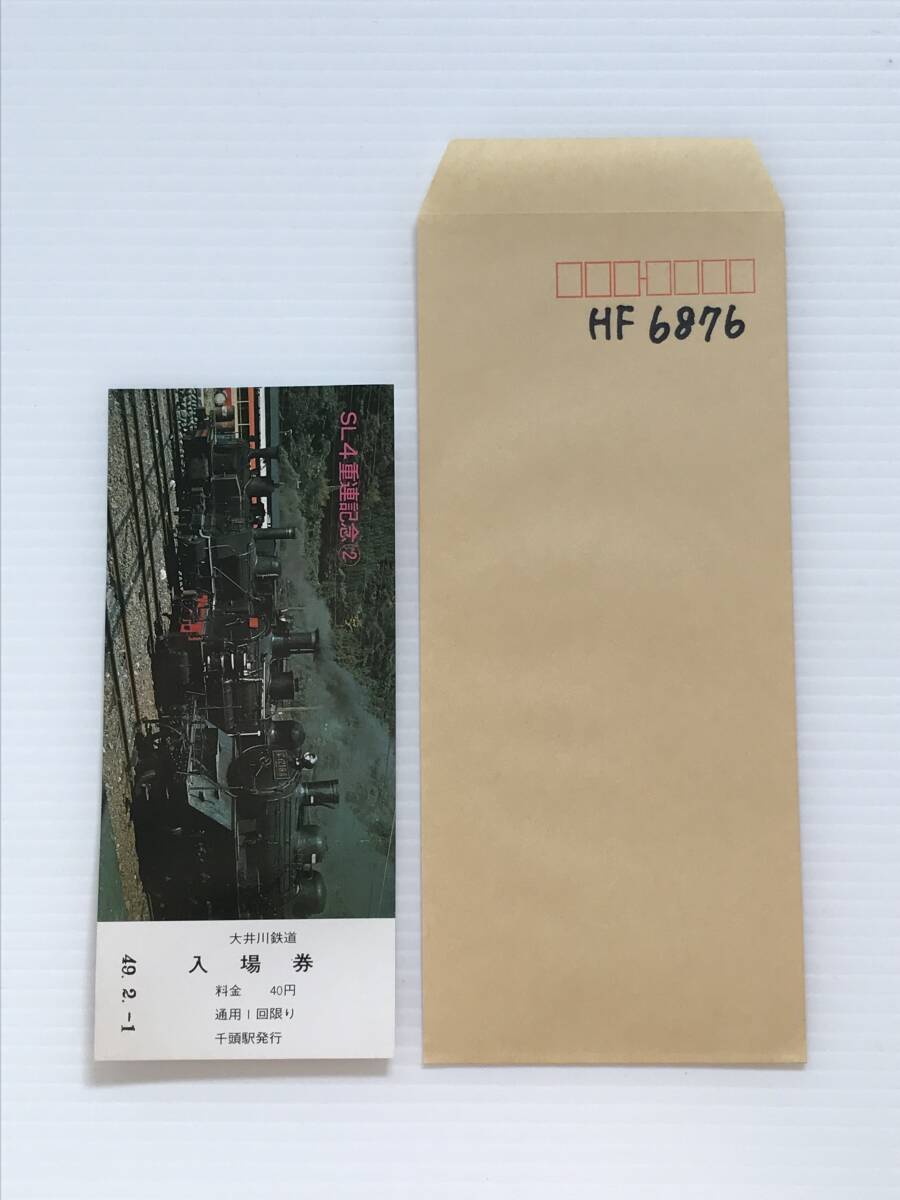 SL4重連記念②
大井川鉄道
入場券
料金 40円
通用1回限り
千頭駅発行
49.2.-1
HF 6876